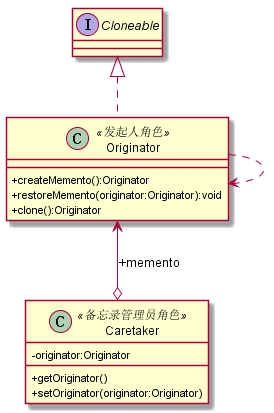 I Cloneable
C «发起人角色»
Originator
+createMemento():Originator
+restoreMemento(originator:Originator):void
+clone():Originator
+memento
C «备忘录管理员角色»
Caretaker
-originator:Originator
+getOriginator()
+setOriginator(originator:Originator)